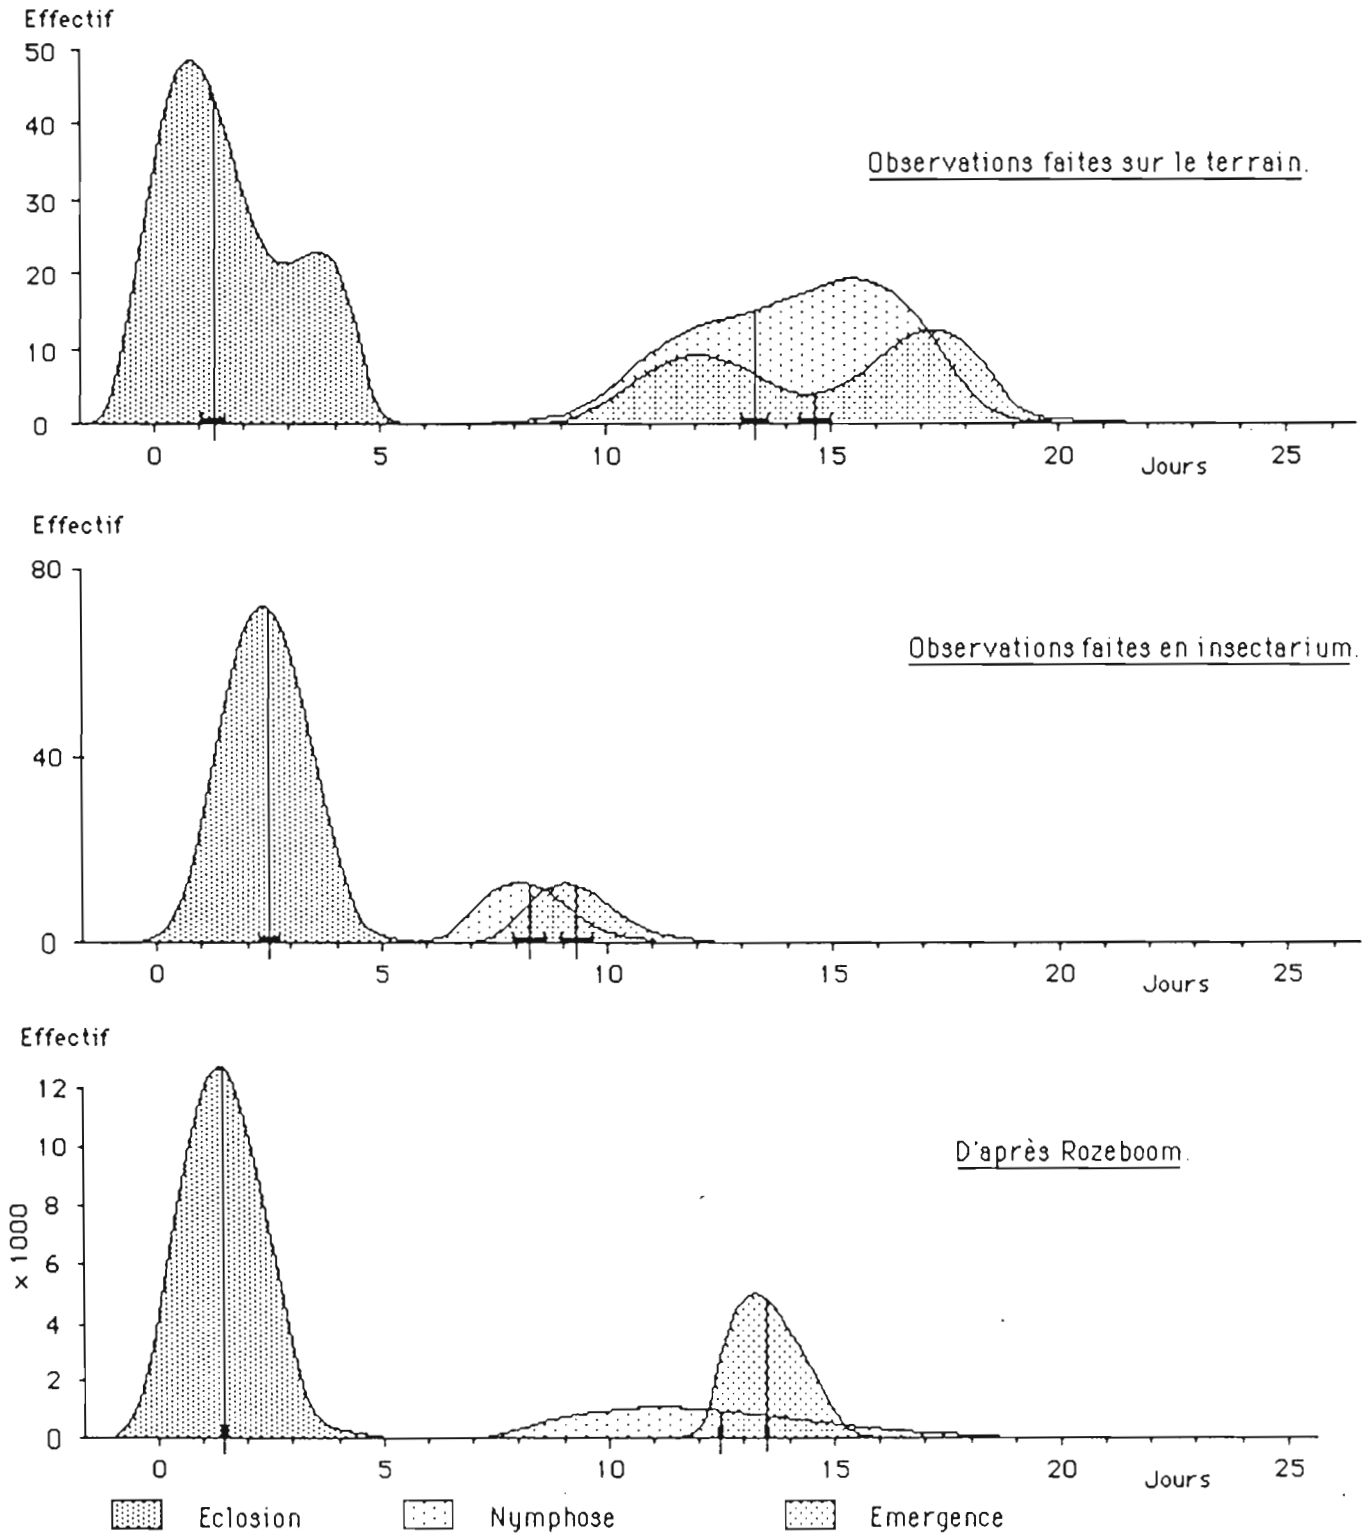 Effectif
50
40
30
20
10
0
Observations faites sur le terrain.
0 5 10 15 20 25
Jours
Effectif
80
40
0
Observations faites en insectarium.
0 5 10 15 20 25
Jours
Effectif
12
10
8
6
4
2
0
x 1000
D'après Rozeboom.
0 5 10 15 20 25
Jours
Eclosion Nymphose Emergence